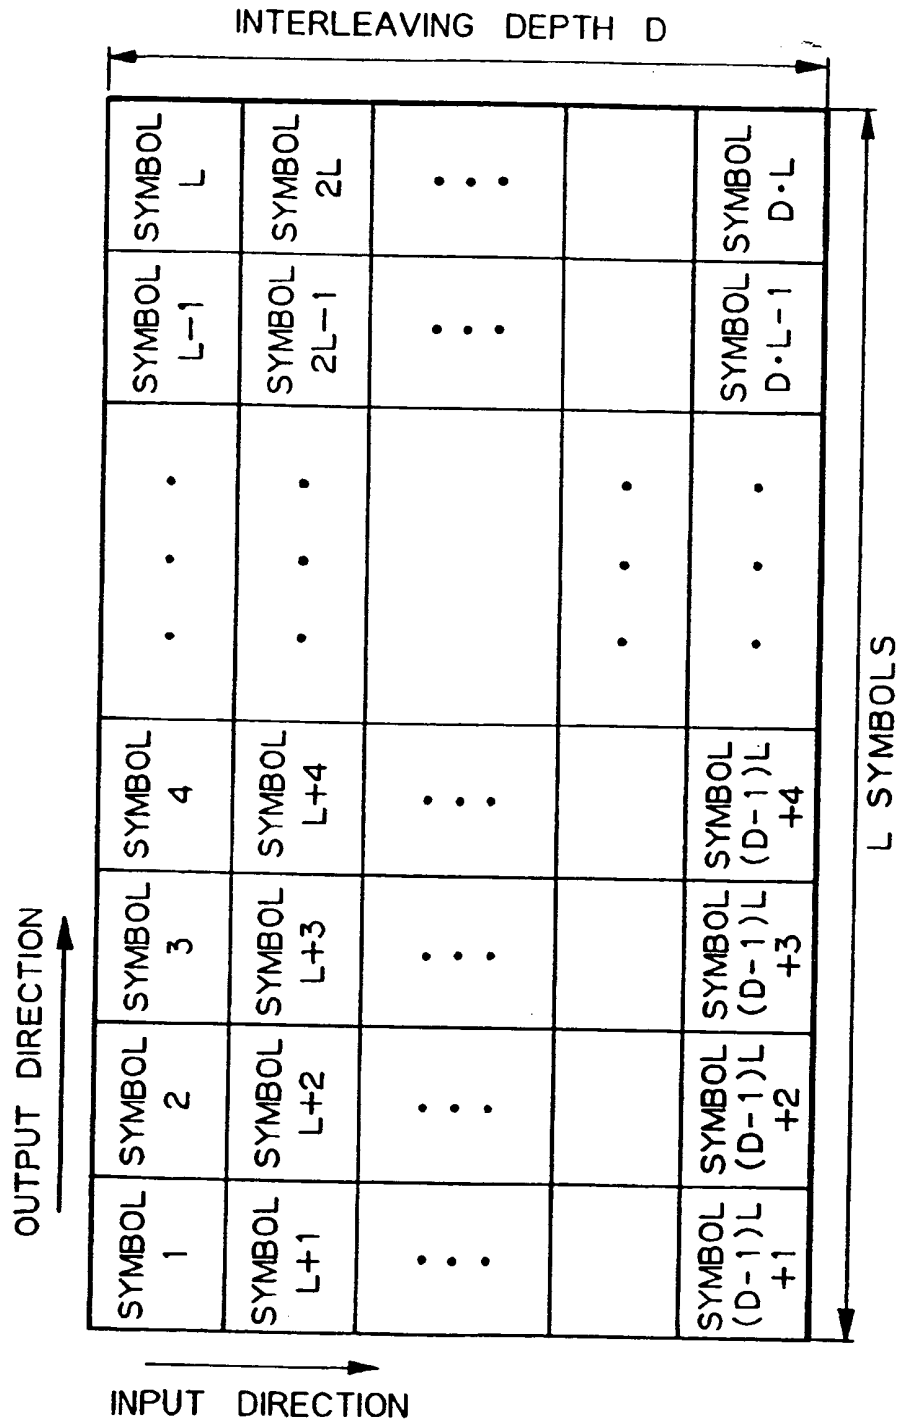 INTERLEAVING DEPTH D
SYMBOL
L
SYMBOL
2L
• • •
SYMBOL
D·L
SYMBOL
L-1
SYMBOL
2L-1
• • •
SYMBOL
D·L-1
• • •
• • •
• • •
• • •
SYMBOL
4
SYMBOL
L+4
• • •
SYMBOL
(D-1)L
+4
SYMBOL
3
SYMBOL
L+3
• • •
SYMBOL
(D-1)L
+3
SYMBOL
2
SYMBOL
L+2
• • •
SYMBOL
(D-1)L
+2
SYMBOL
1
SYMBOL
L+1
• • •
SYMBOL
(D-1)L
+1
L SYMBOLS
OUTPUT DIRECTION
INPUT DIRECTION